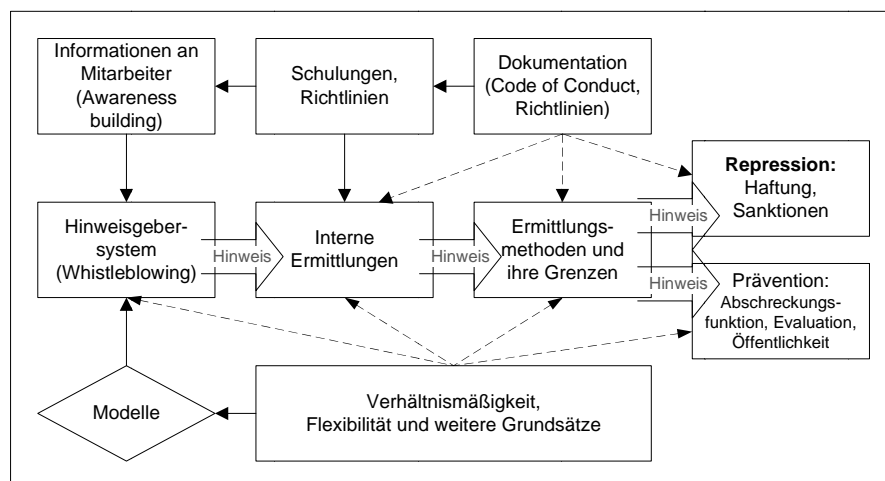 Informationen an
Mitarbeiter
(Awareness
building)
Schulungen,
Richtlinien
Dokumentation
(Code of Conduct,
Richtlinien)
Repression:
Haftung,
Sanktionen
Hinweisgeber-
system
(Whistleblowing)
Hinweis
Interne
Ermittlungen
Hinweis
Ermittlungs-
methoden und
ihre Grenzen
Hinweis
Hinweis
Prävention:
Abschreckungs-
funktion, Evaluation,
Öffentlichkeit
Modelle
Verhältnismäßigkeit,
Flexibilität und weitere Grundsätze